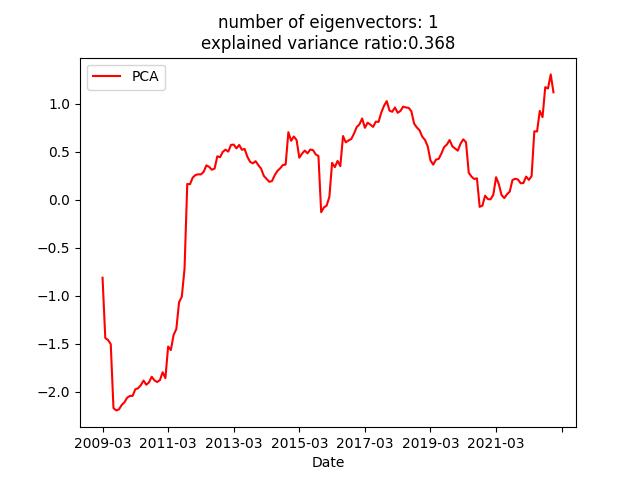 number of eigenvectors: 1
explained variance ratio:0.368
PCA
1.0
0.5
0.0
−0.5
−1.0
−1.5
−2.0
2009-03 2011-03 2013-03 2015-03 2017-03 2019-03 2021-03
Date